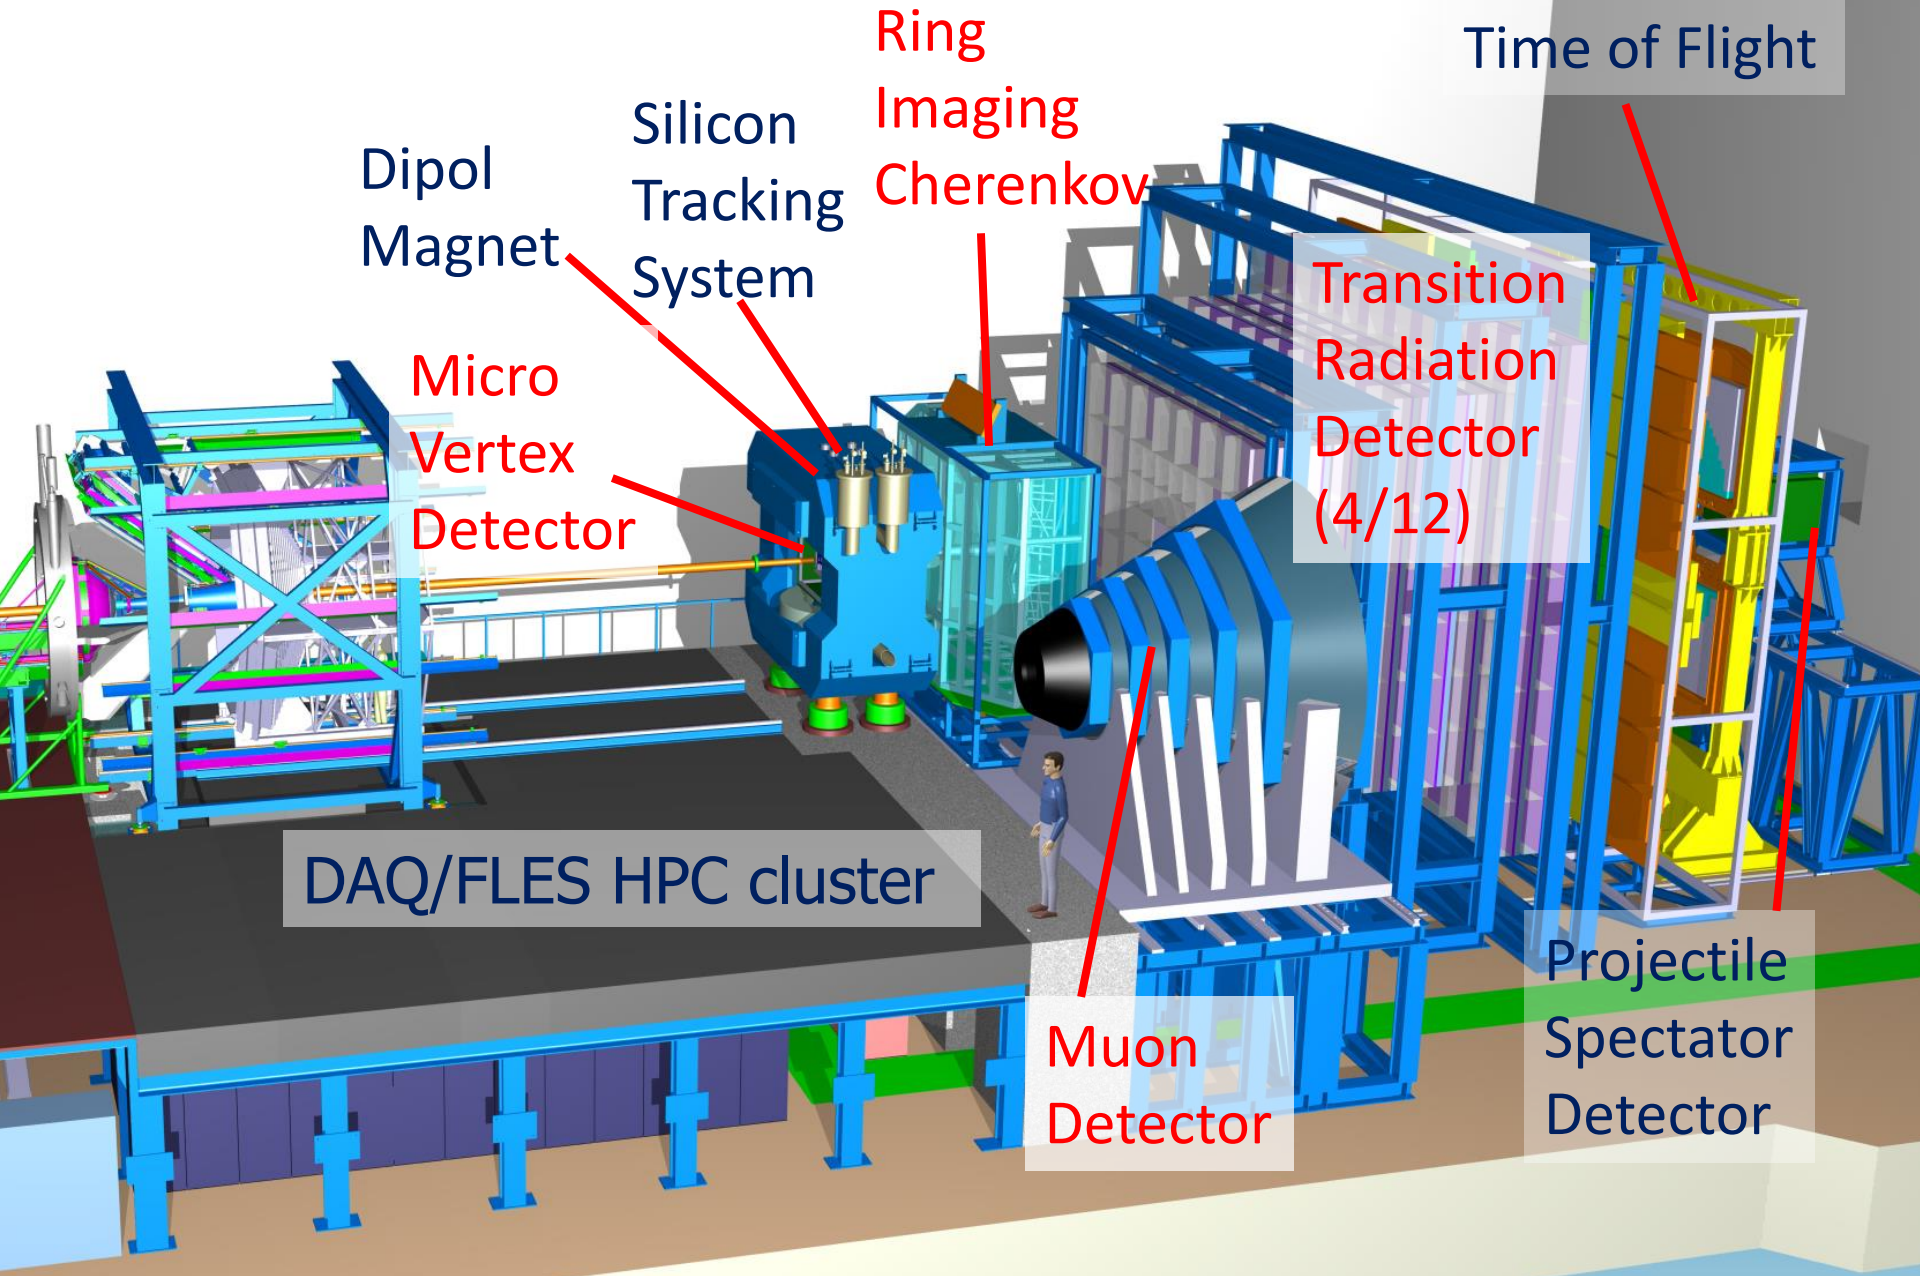 Ring
Imaging
Cherenkov
Time of Flight
Silicon
Tracking
System
Dipol
Magnet
Transition
Radiation
Detector
(4/12)
Micro
Vertex
Detector
DAQ/FLES HPC cluster
Muon
Detector
Projectile
Spectator
Detector